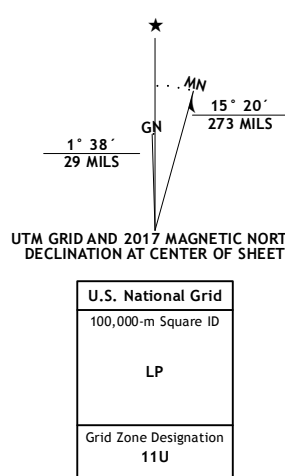 ★
MN
15° 20´
273 MILS
GN
1° 38´
29 MILS
UTM GRID AND 2017 MAGNETIC NORT
DECLINATION AT CENTER OF SHEET
U.S. National Grid
100,000-m Square ID
LP
Grid Zone Designation
11U